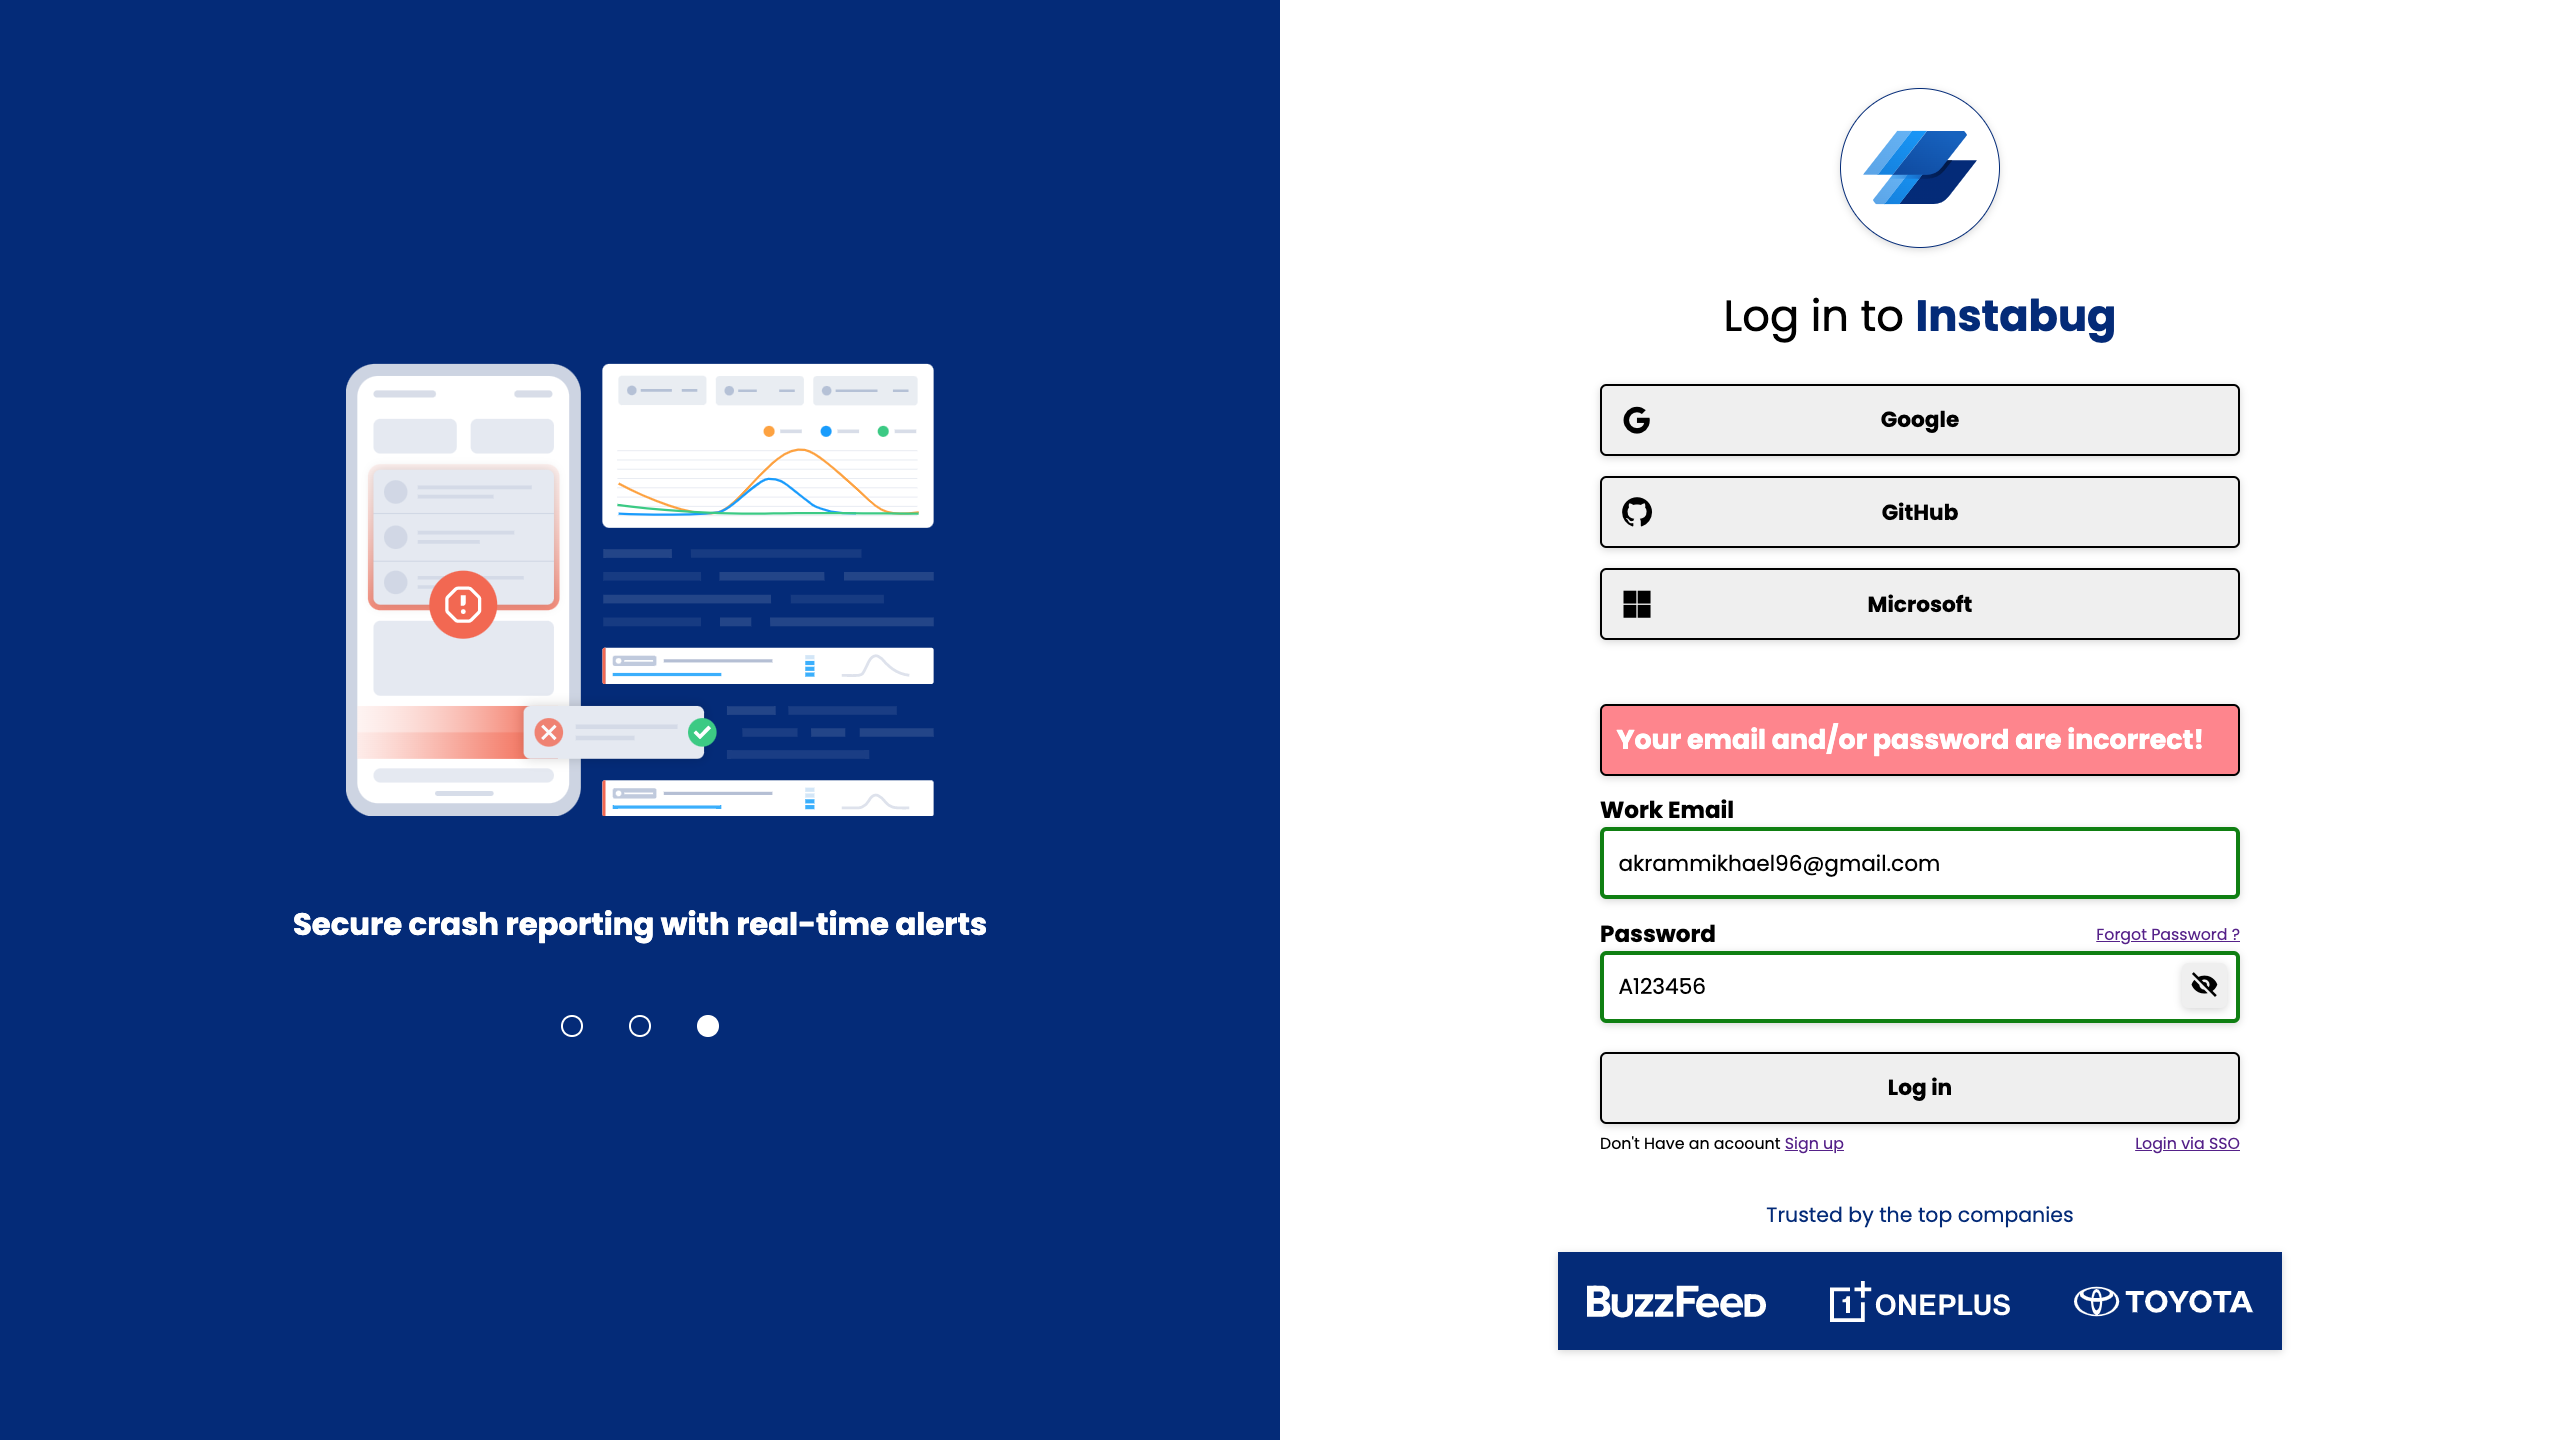 Log in to Instabug
Google
GitHub
Microsoft
Your email and/or password are incorrect!
Work Email
akrammikhael96@gmail.com
Password
Forgot Password ?
A123456
Log in
Don't Have an acoount Sign up
Login via SSO
Trusted by the top companies
BuzzFeed
1+ ONEPLUS
TOYOTA
Secure crash reporting with real-time alerts